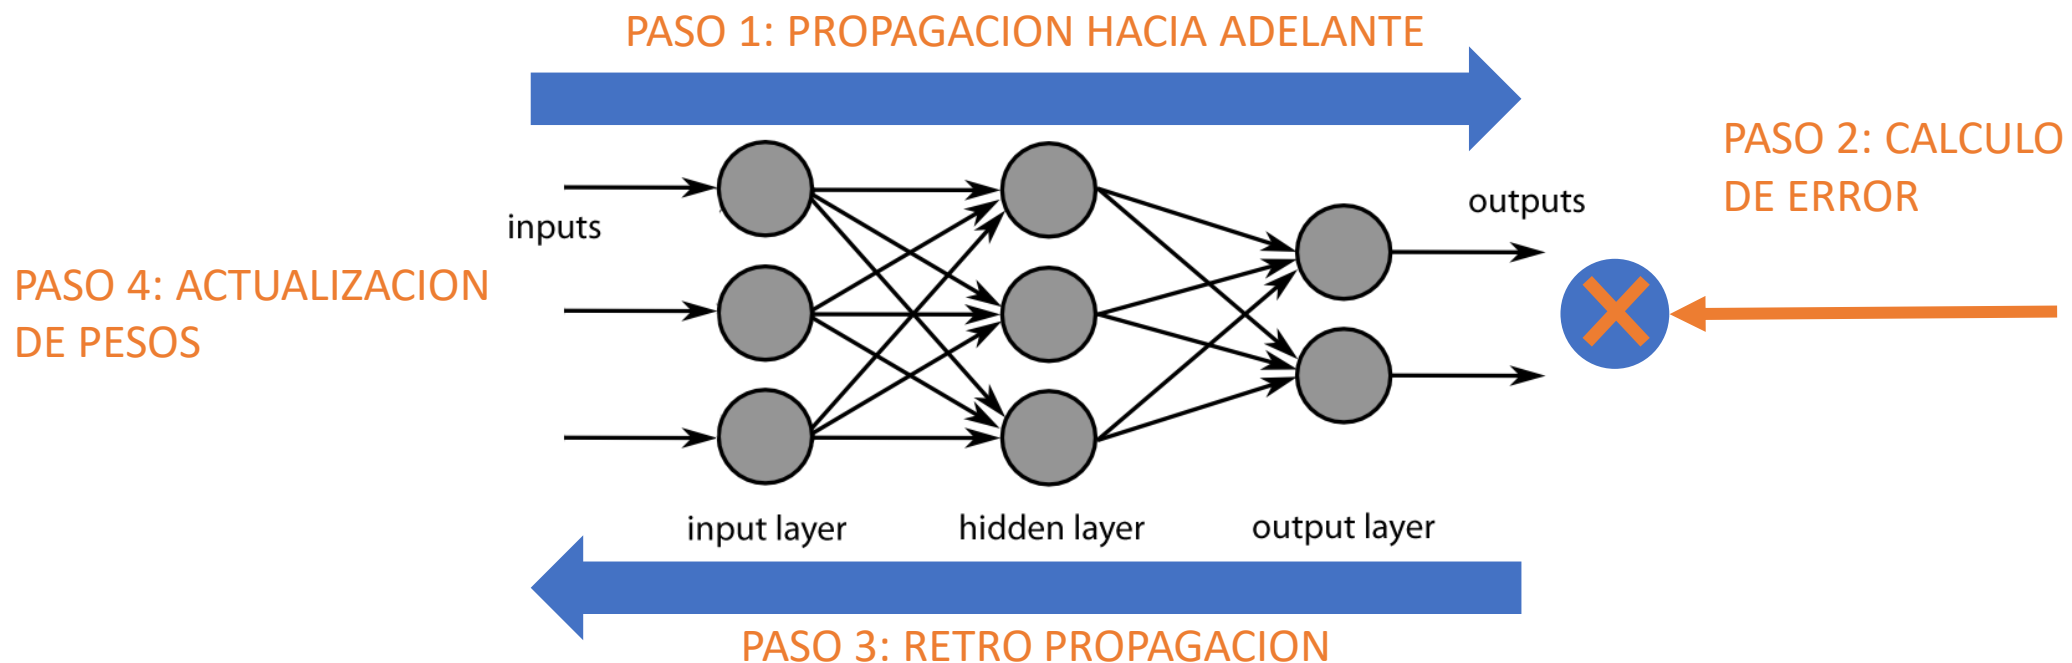 PASO 1: PROPAGACION HACIA ADELANTE
PASO 2: CALCULO
DE ERROR
inputs
outputs
PASO 4: ACTUALIZACION
DE PESOS
input layer
hidden layer
output layer
PASO 3: RETRO PROPAGACION